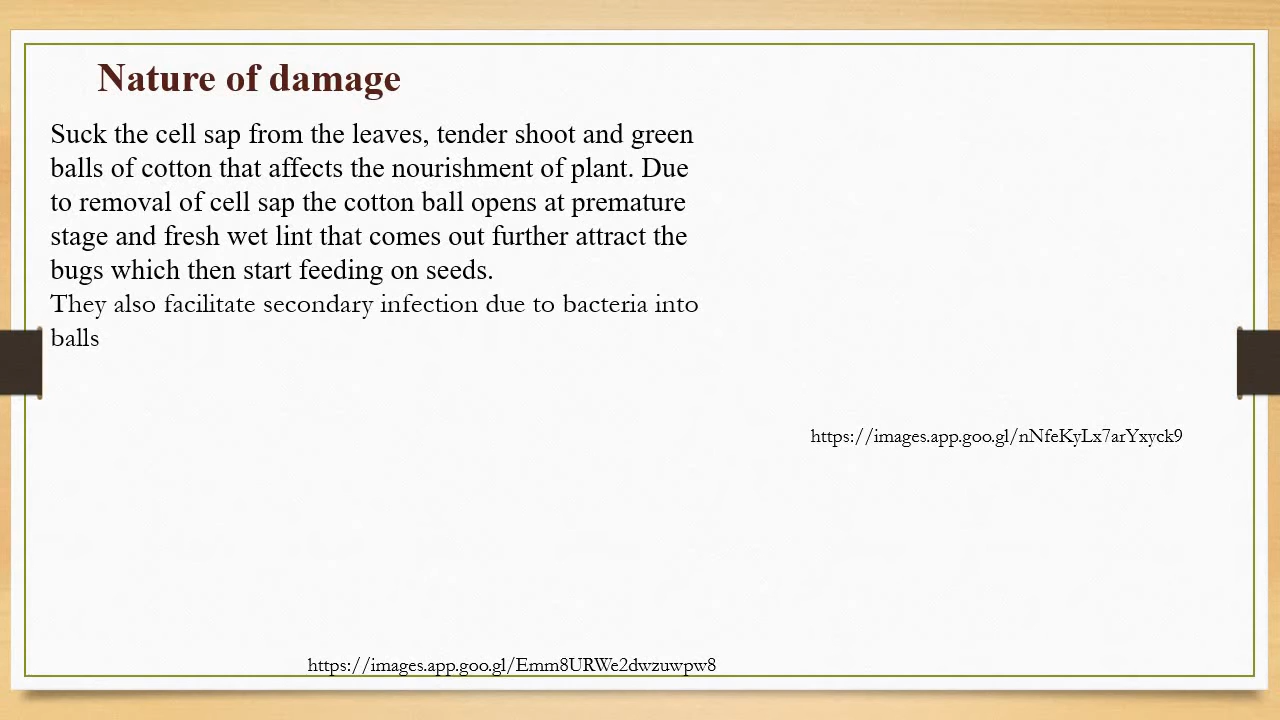 Nature of damage
Suck the cell sap from the leaves, tender shoot and green
balls of cotton that affects the nourishment of plant. Due
to removal of cell sap the cotton ball opens at premature
stage and fresh wet lint that comes out further attract the
bugs which then start feeding on seeds.
They also facilitate secondary infection due to bacteria into
balls
https://images.app.goo.gl/nNfeKyLx7arYxyck9
https://images.app.goo.gl/Emm8URWe2dwzuwpw8